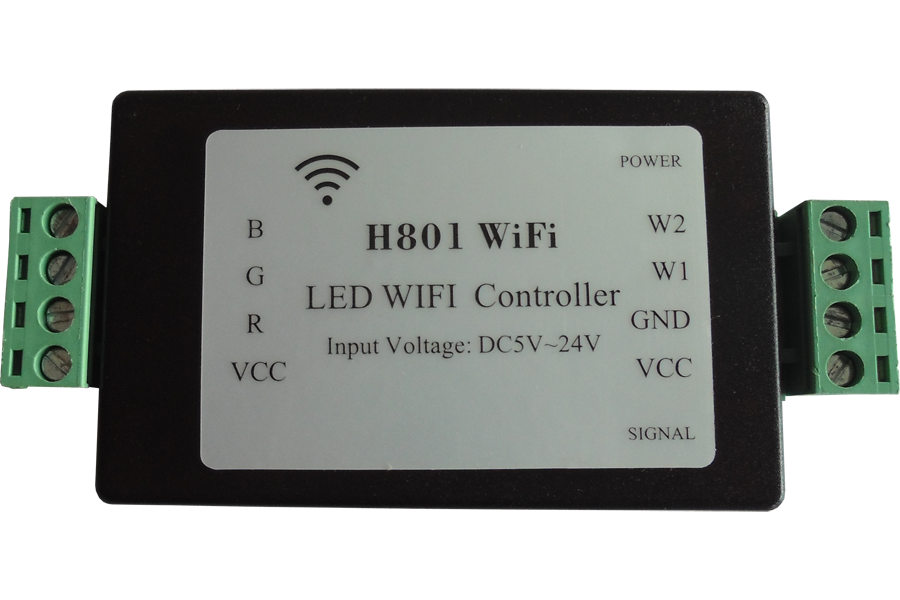 POWER
B
H801 WiFi
W2
G
W1
LED WIFI Controller
R
GND
Input Voltage: DC5V~24V
VCC
VCC
SIGNAL